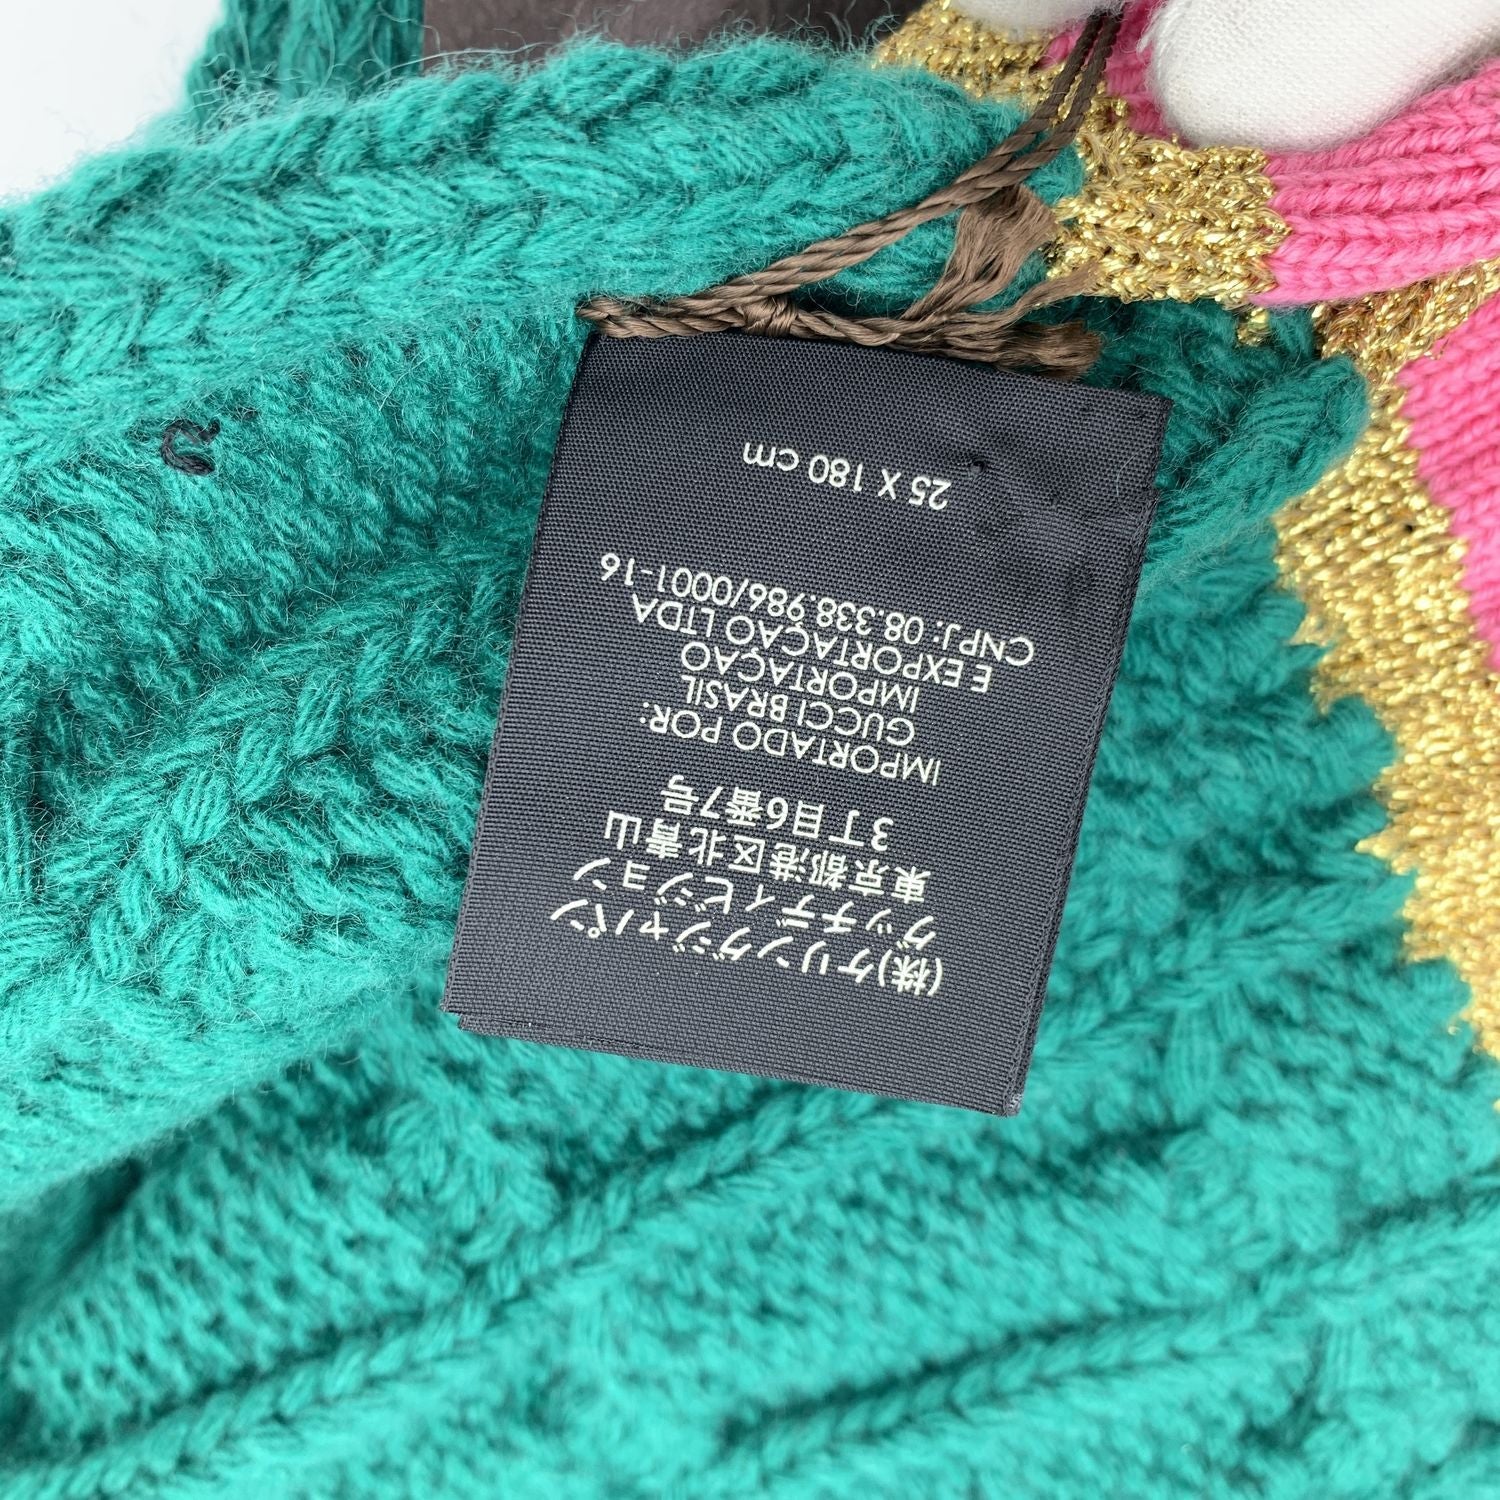 (株)ケリングジャパン
グッチディビジョン
東京都港区北青山
3丁目6番7号
IMPORTADO POR:
GUCCI BRASIL
IMPORTAÇAO
E EXPORTAÇAO LTDA
CNPJ: 08.338.986/0001-16
25 X 180 cm